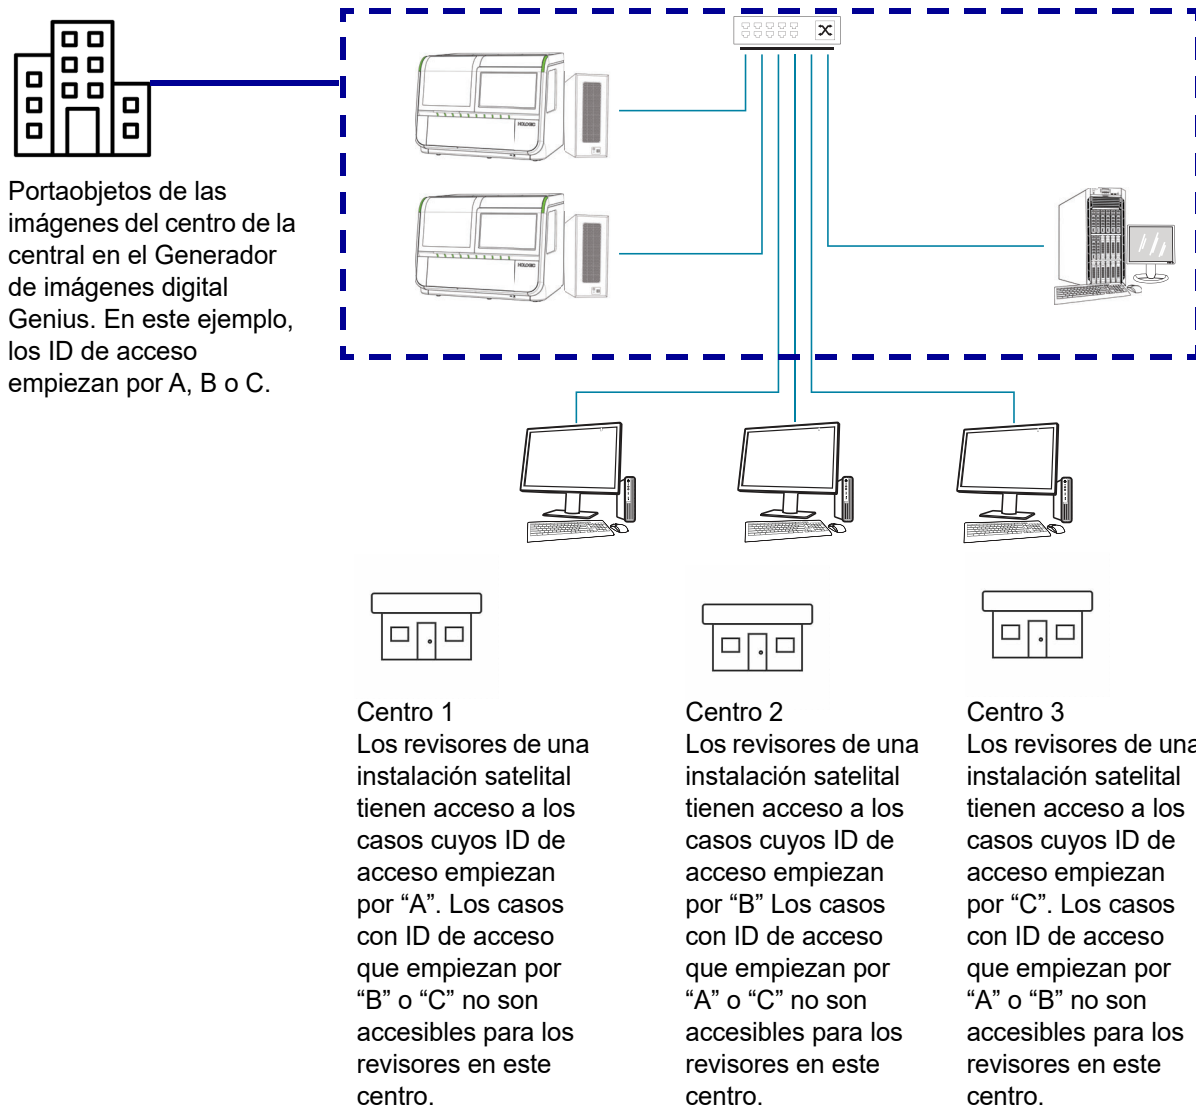 HOLOGIC
HOLOGIC
Portaobjetos de las
imágenes del centro de la
central en el Generador
de imágenes digital
Genius. En este ejemplo,
los ID de acceso
empiezan por A, B o C.
Centro 1
Los revisores de una
instalación satelital
tienen acceso a los
casos cuyos ID de
acceso empiezan
por “A”. Los casos
con ID de acceso
que empiezan por
“B” o “C” no son
accesibles para los
revisores en este
centro.
Centro 2
Los revisores de una
instalación satelital
tienen acceso a los
casos cuyos ID de
acceso empiezan
por “B” Los casos
con ID de acceso
que empiezan por
“A” o “C” no son
accesibles para los
revisores en este
centro.
Centro 3
Los revisores de una
instalación satelital
tienen acceso a los
casos cuyos ID de
acceso empiezan
por “C”. Los casos
con ID de acceso
que empiezan por
“A” o “B” no son
accesibles para los
revisores en este
centro.